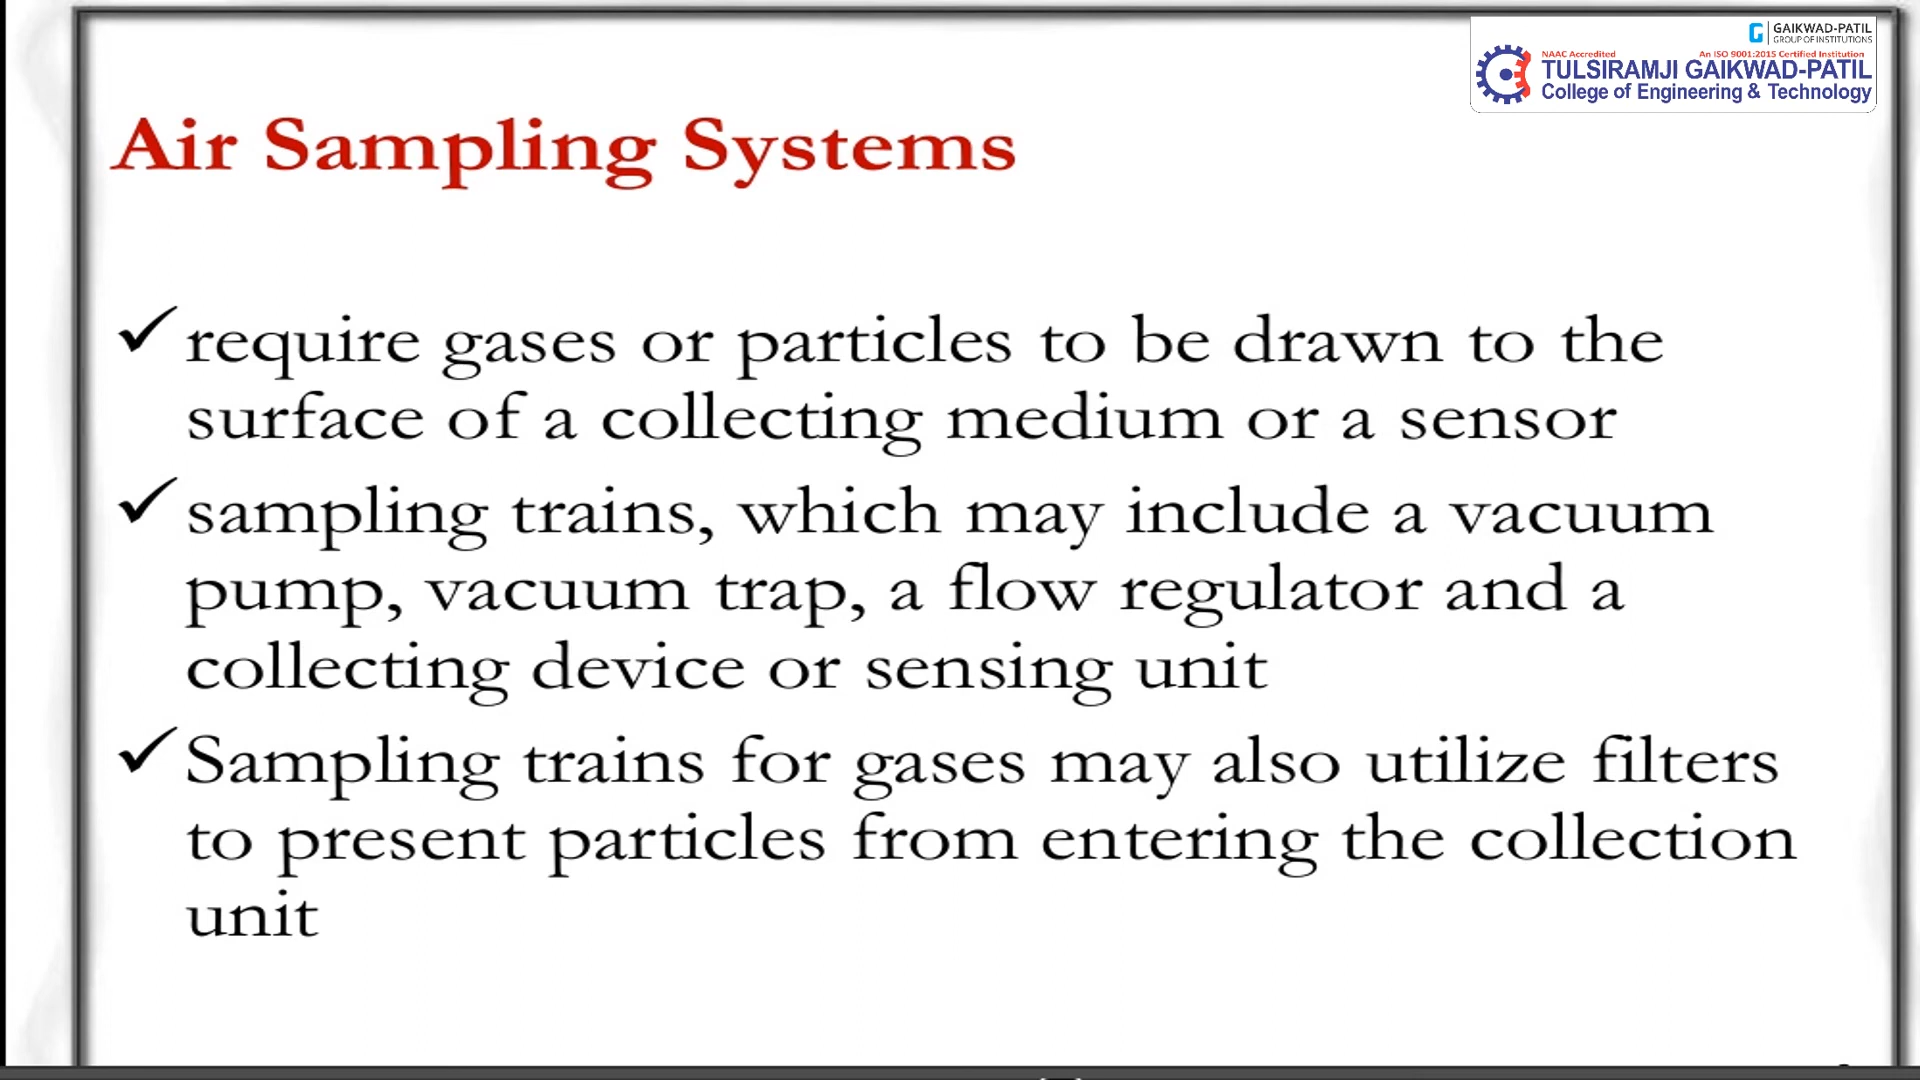 GAIKWAD-PATIL
GROUP OF INSTITUTIONS
NAAC Accredited An ISO 9001:2015 Certified Institution
TULSIRAMJI GAIKWAD-PATIL
College of Engineering & Technology
Air Sampling Systems
require gases or particles to be drawn to the
surface of a collecting medium or a sensor
sampling trains, which may include a vacuum
pump, vacuum trap, a flow regulator and a
collecting device or sensing unit
Sampling trains for gases may also utilize filters
to present particles from entering the collection
unit